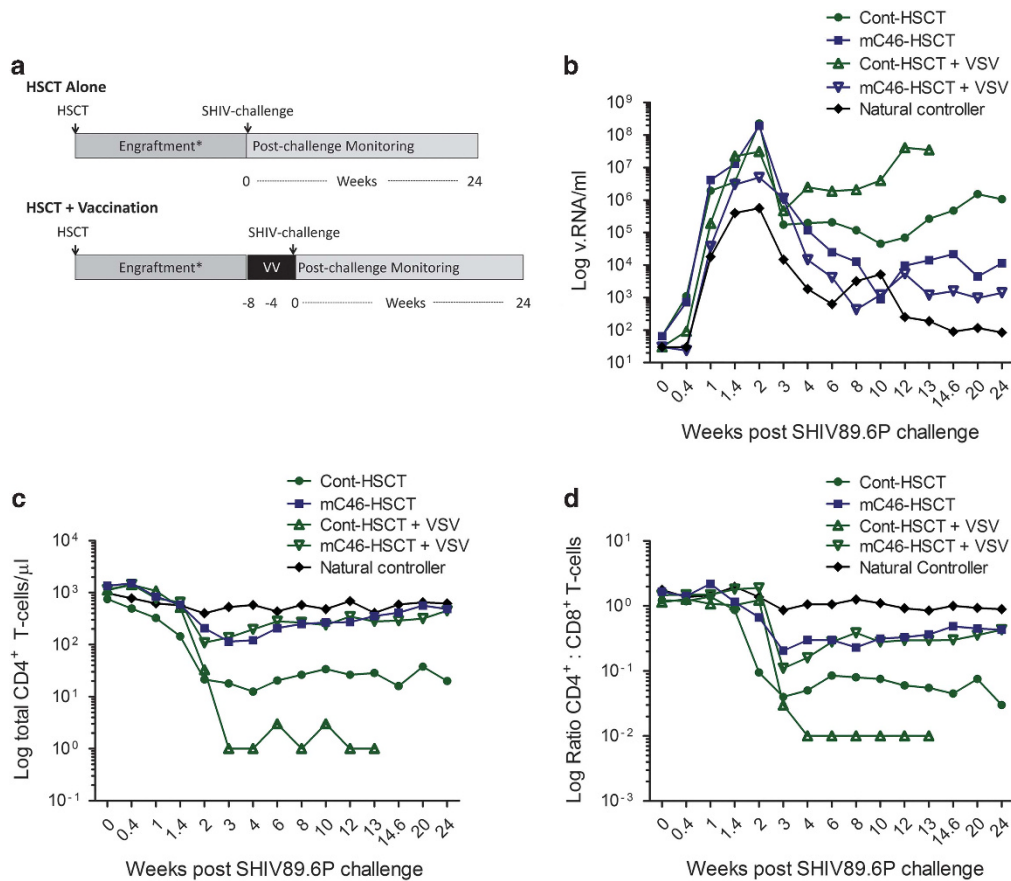 a
HSCT Alone
HSCT
SHIV-challenge
Engraftment*
Post-challenge Monitoring
0 Weeks 24
HSCT + Vaccination
HSCT
SHIV-challenge
Engraftment*
VV
Post-challenge Monitoring
-8 -4 0 Weeks 24
b
Cont-HSCT
mC46-HSCT
Cont-HSCT + VSV
mC46-HSCT + VSV
Natural controller
Log v.RNA/ml
10⁹
10⁸
10⁷
10⁶
10⁵
10⁴
10³
10²
10¹
0 0.4 1 1.4 2 3 4 6 8 10 12 13 14.6 20 24
Weeks post SHIV89.6P challenge
c
Cont-HSCT
mC46-HSCT
Cont-HSCT + VSV
mC46-HSCT + VSV
Natural controller
Log total CD4⁺ T-cells/µl
10⁴
10³
10²
10¹
10⁰
10⁻¹
0 0.4 1 1.4 2 3 4 6 8 10 12 13 14.6 20 24
Weeks post SHIV89.6P challenge
d
Cont-HSCT
mC46-HSCT
Cont-HSCT + VSV
mC46-HSCT + VSV
Natural controller
Log Ratio CD4⁺ : CD8⁺ T-cells
10²
10¹
10⁰
10⁻¹
10⁻²
10⁻³
0 0.4 1 1.4 2 3 4 6 8 10 12 13 14.6 20 24
Weeks post SHIV89.6P challenge